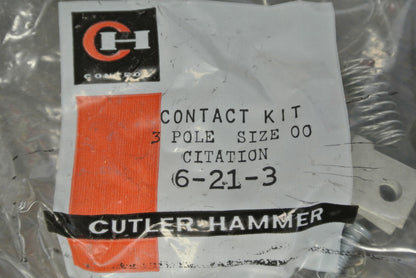 CH
CONTROL
CONTACT KIT
3 POLE SIZE 00
CITATION
6-21-3
CUTLER-HAMMER